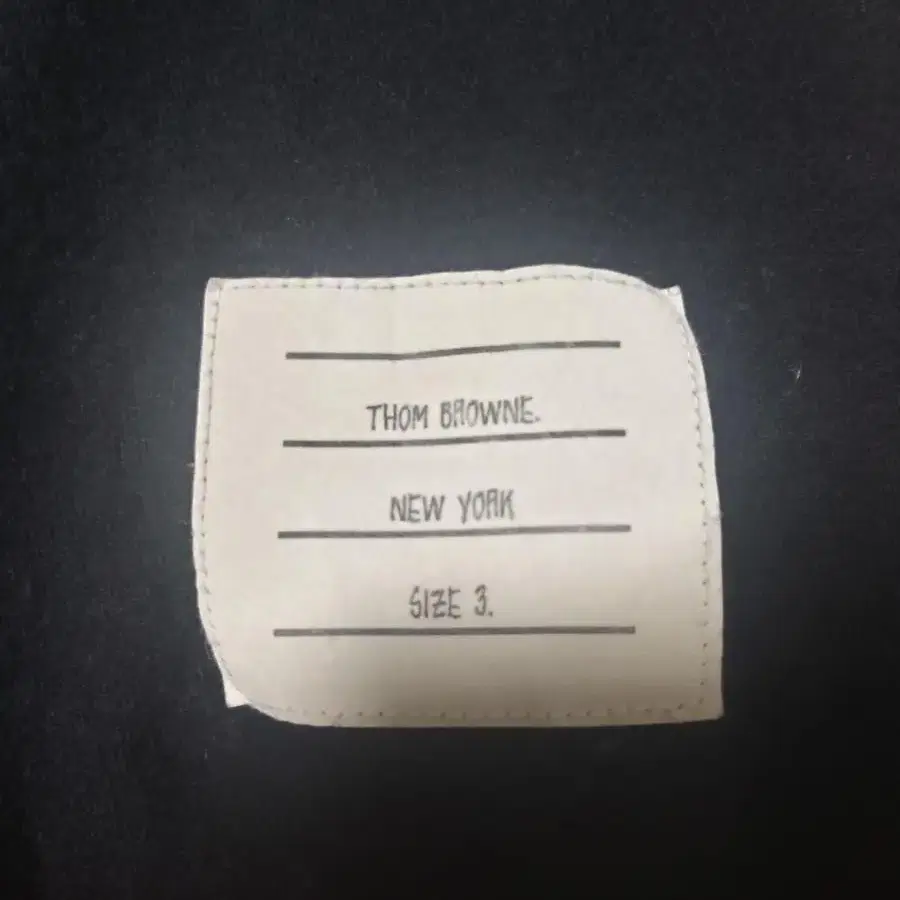 THOM BROWNE.
NEW YORK
SIZE 3.